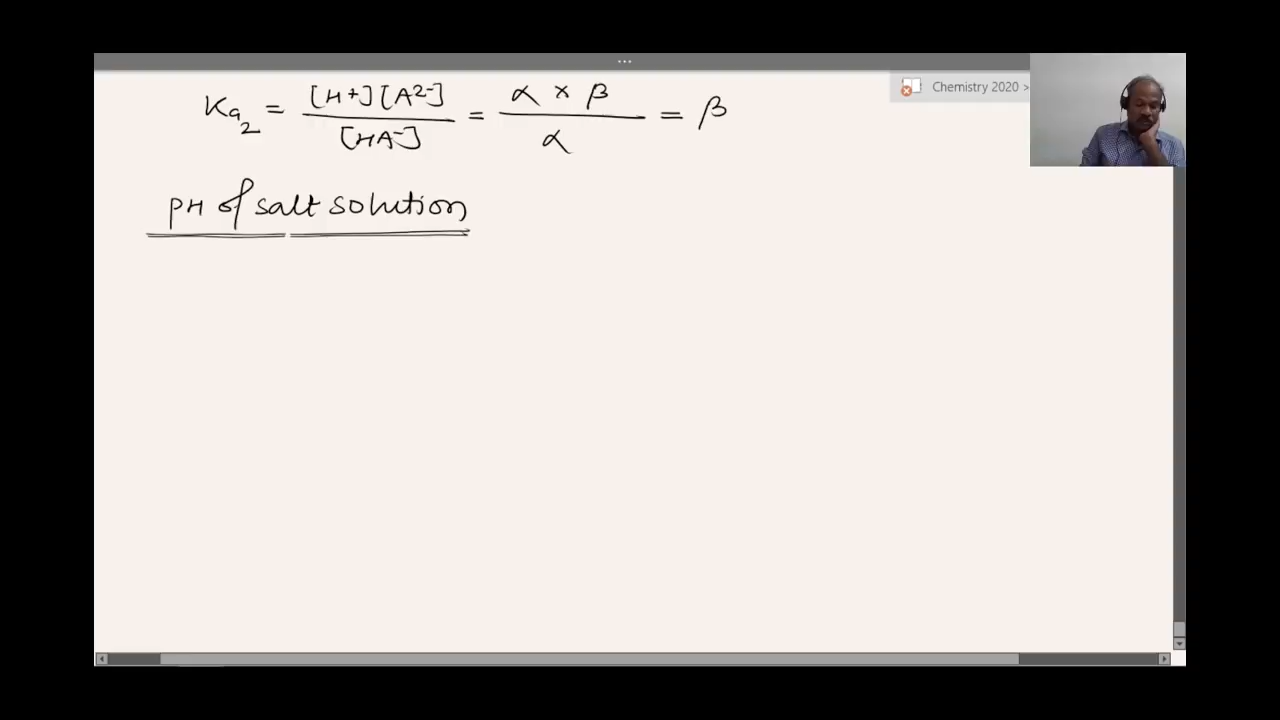 Ka2 = [H+][A2-] / [HA-] = α × β / α = β
Chemistry 2020 >
pH of salt solution